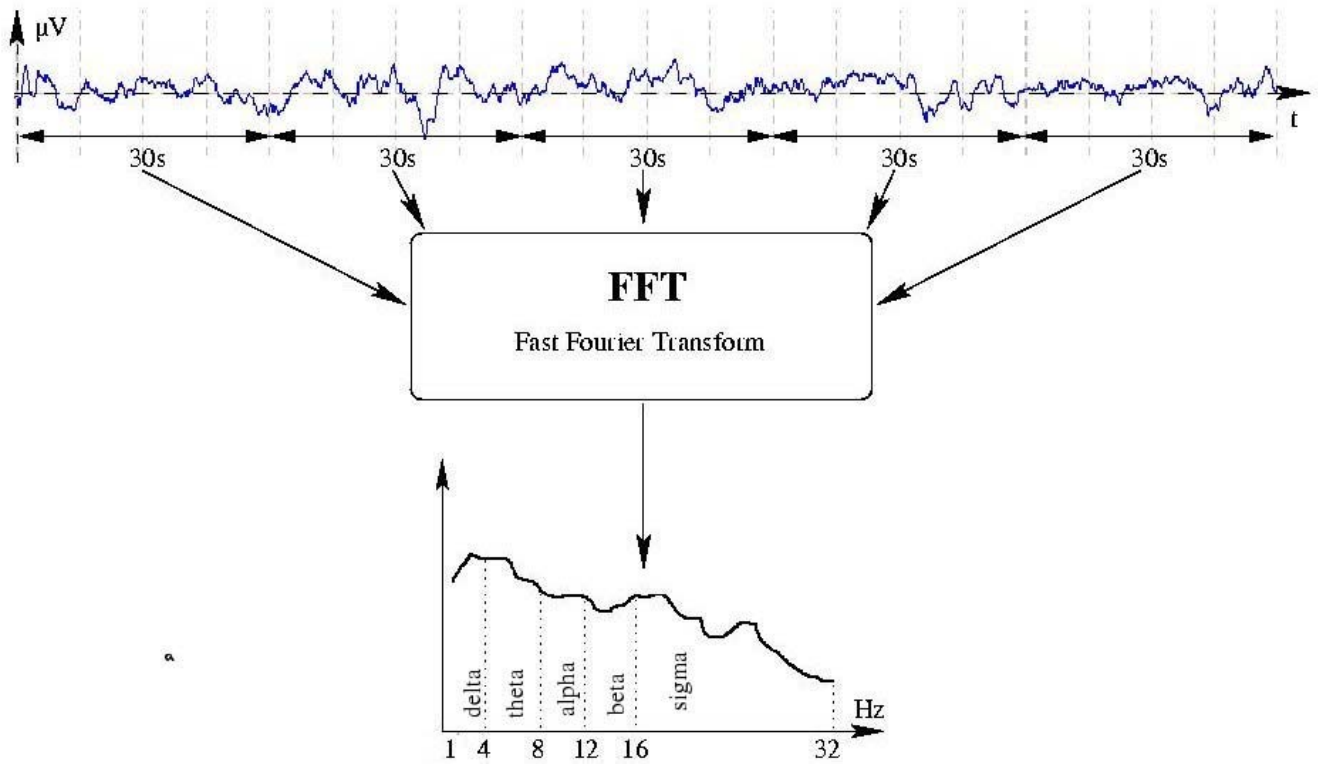 µV
t
30s 30s 30s 30s 30s
FFT
Fast Fourier Transform
delta theta alpha beta sigma
Hz
1 4 8 12 16 32
a